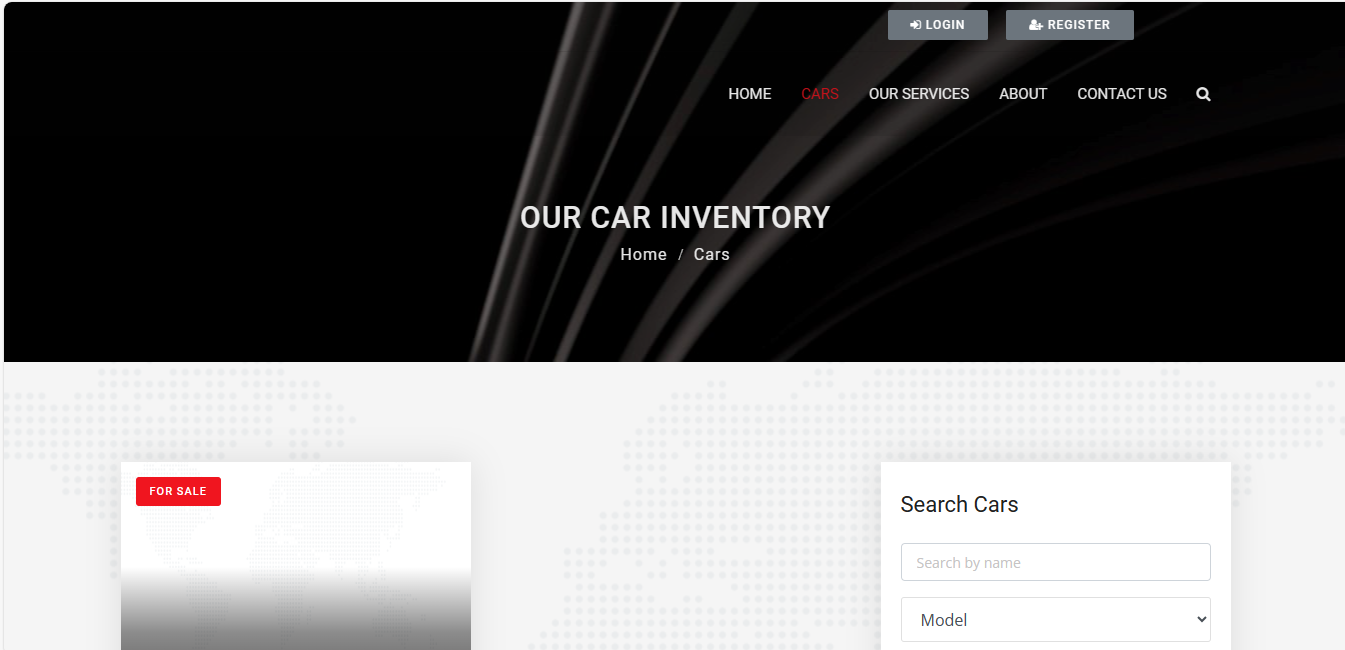 LOGIN
REGISTER
HOME
CARS
OUR SERVICES
ABOUT
CONTACT US
OUR CAR INVENTORY
Home / Cars
FOR SALE
Search Cars
Search by name
Model